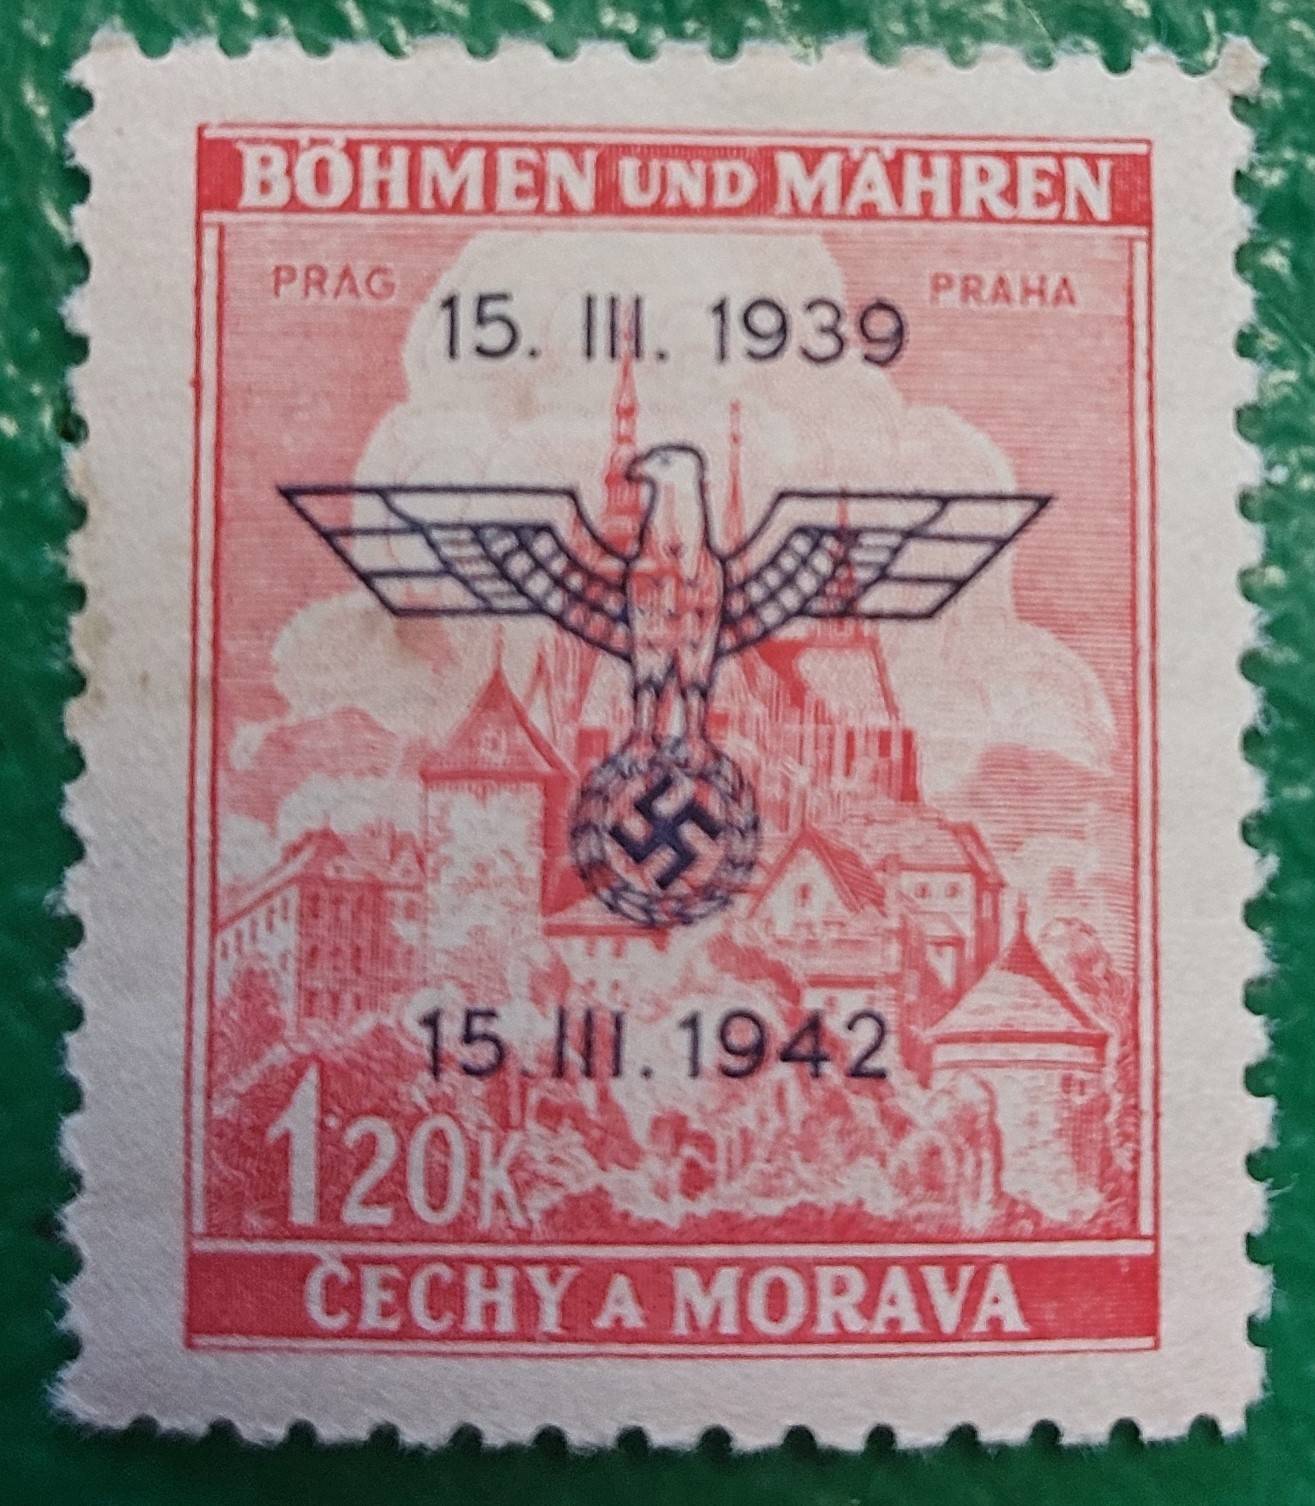 BÖHMEN UND MÄHREN
PRAG PRAHA
15. III. 1939
15. III. 1942
1·20K
ČECHY A MORAVA